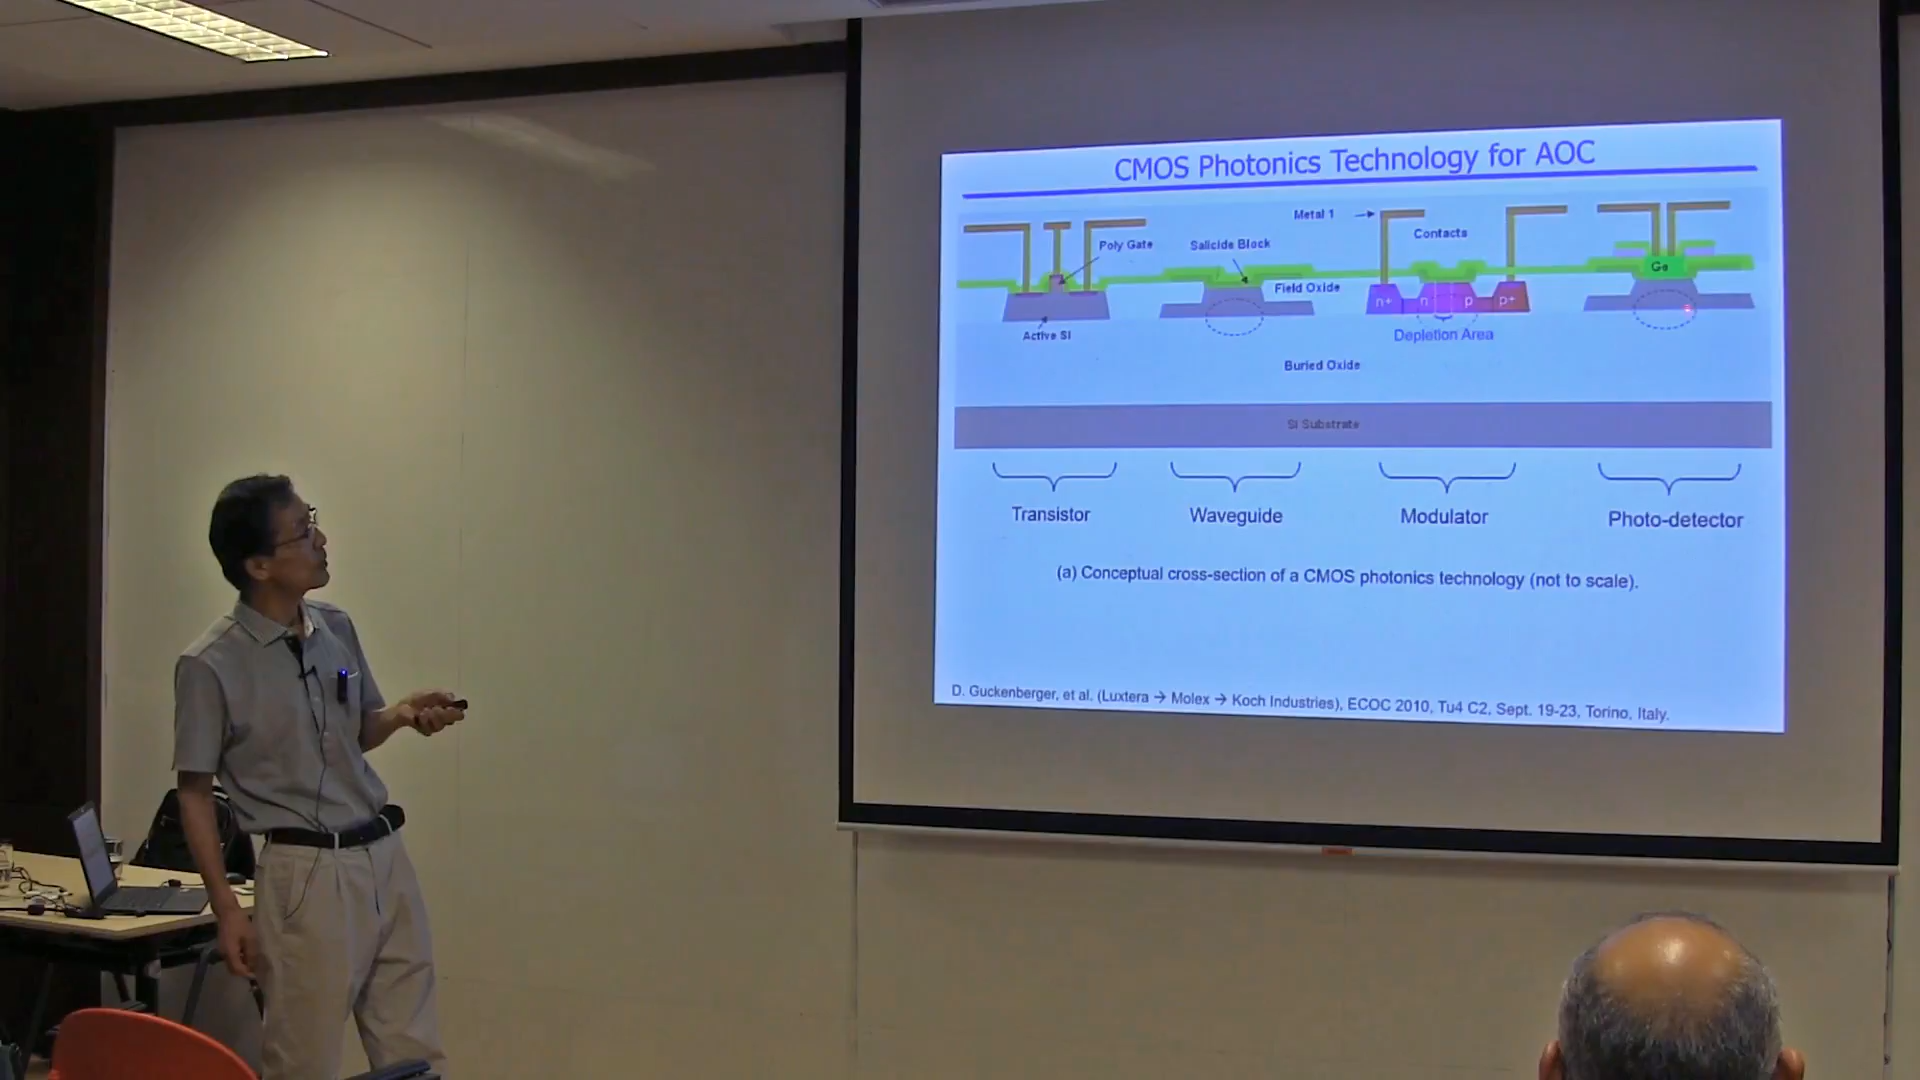 CMOS Photonics Technology for AOC
Metal 1
Contacts
Poly Gate
Salicide Block
Ge
Field Oxide
n+ n p p+
Active Si
Depletion Area
Buried Oxide
Si Substrate
Transistor Waveguide Modulator Photo-detector
(a) Conceptual cross-section of a CMOS photonics technology (not to scale).
D. Guckenberger, et al. (Luxtera → Molex → Koch Industries), ECOC 2010, Tu4 C2, Sept. 19-23, Torino, Italy.